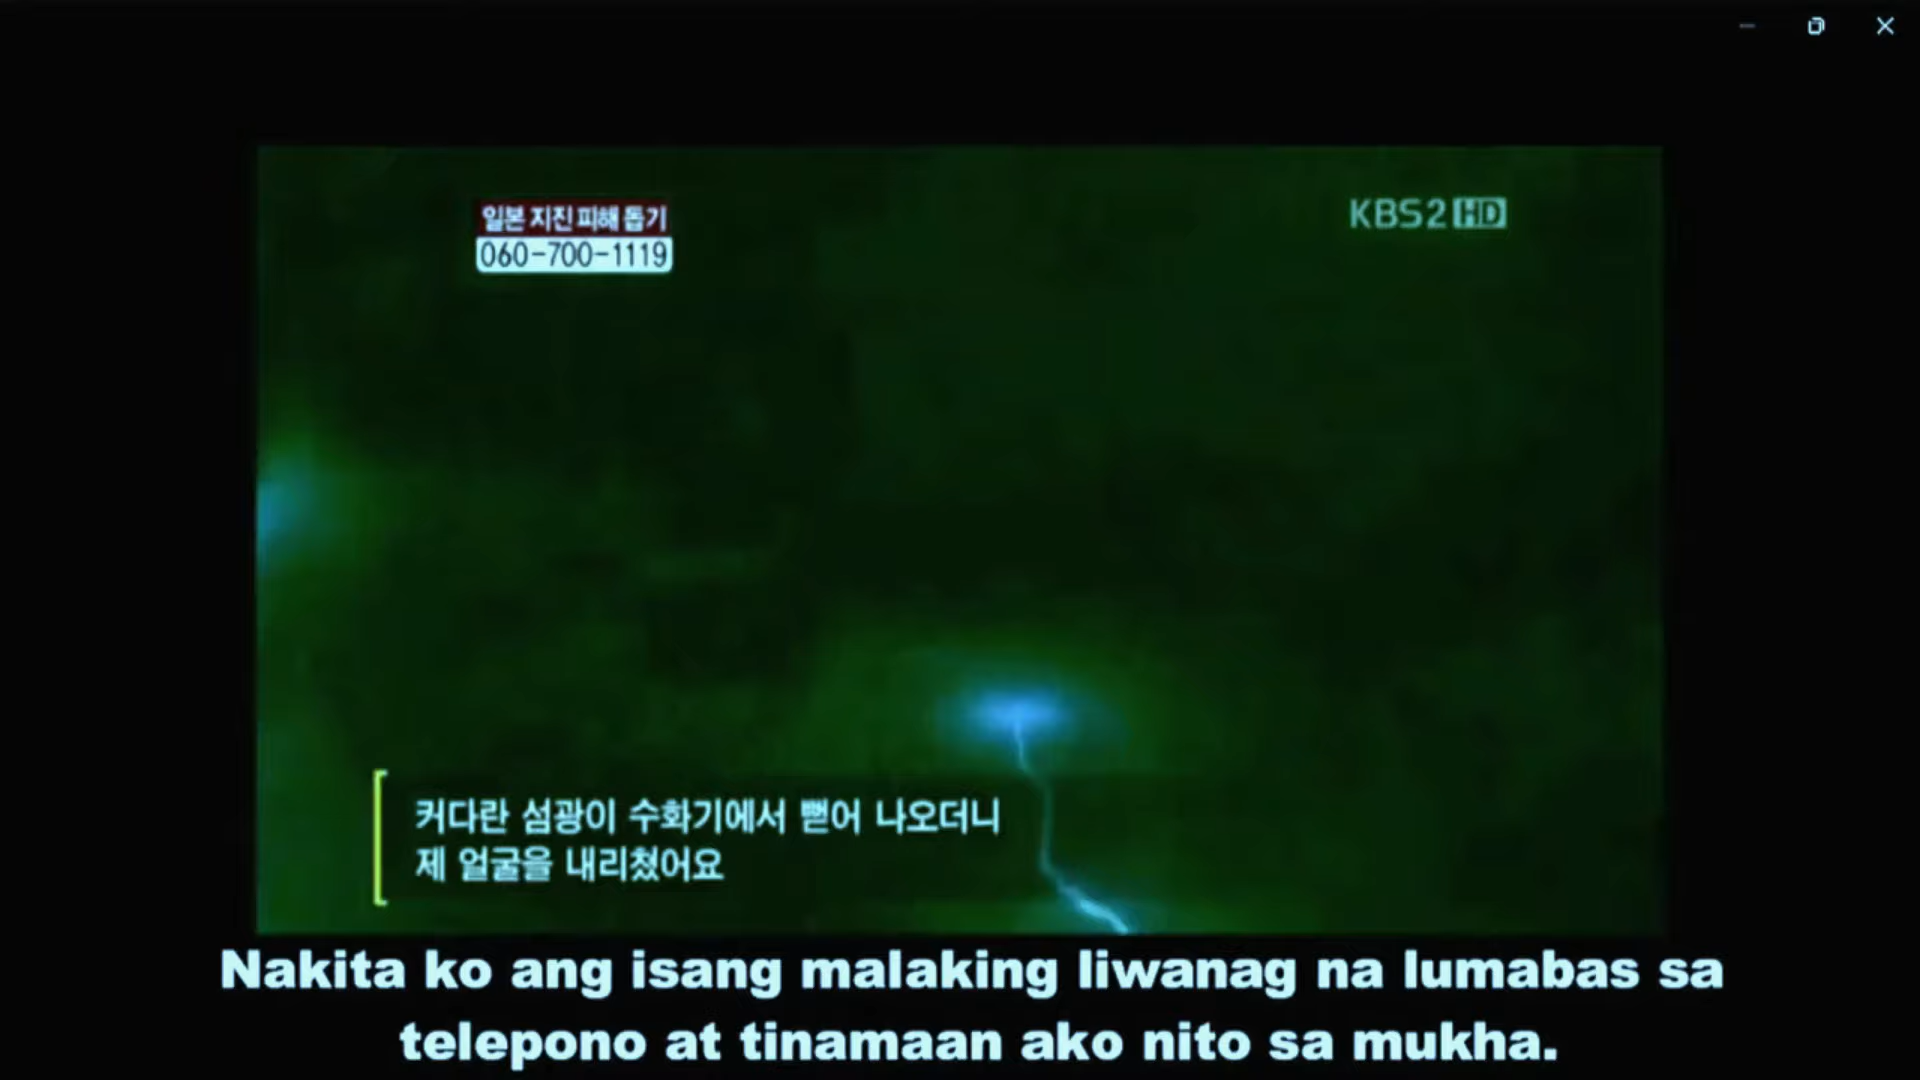 일본 지진 피해 돕기
060-700-1119
KBS2 HD
커다란 섬광이 수화기에서 뻗어 나오더니
제 얼굴을 내리쳤어요
Nakita ko ang isang malaking liwanag na lumabas sa
telepono at tinamaan ako nito sa mukha.